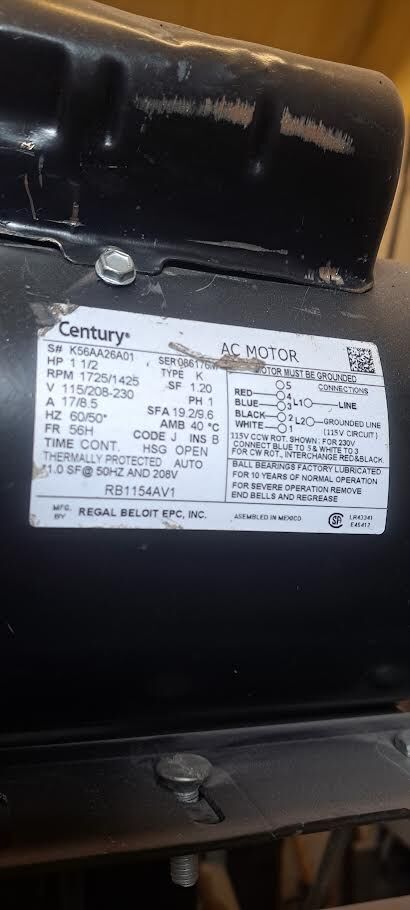 Century®
AC MOTOR
S# K56AA26A01
SER 086176
HP 1 1/2
TYPE K
RPM 1725/1425
SF 1.20
V 115/208-230
PH 1
A 17/8.5
SFA 19.2/9.6
HZ 60/50*
AMB 40 °C
FR 56H
CODE J INS B
TIME CONT. HSG OPEN
THERMALLY PROTECTED AUTO
*1.0 SF@ 50HZ AND 208V
RB1154AV1
MOTOR MUST BE GROUNDED
CONNECTIONS
5
RED 4
BLUE 3 L1 LINE
BLACK 2 L2 GROUNDED LINE
WHITE 1 (115V CIRCUIT)
115V CCW ROT. SHOWN: FOR 230V
CONNECT BLUE TO 5 & WHITE TO 3
FOR CW ROT., INTERCHANGE RED&BLACK.
BALL BEARINGS FACTORY LUBRICATED
FOR 10 YEARS OF NORMAL OPERATION
FOR SEVERE OPERATION REMOVE
END BELLS AND REGREASE
MFG. BY REGAL BELOIT EPC, INC.
ASEMBLED IN MEXICO
LR43341